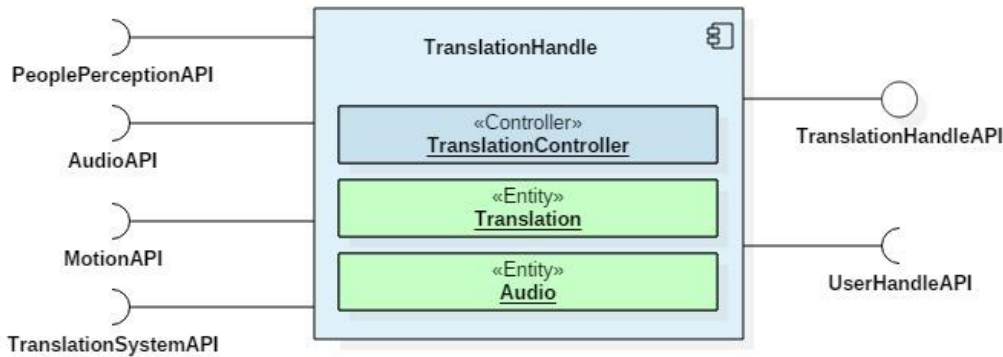 TranslationHandle
PeoplePerceptionAPI
«Controller»
TranslationController
TranslationHandleAPI
AudioAPI
«Entity»
Translation
MotionAPI
«Entity»
Audio
UserHandleAPI
TranslationSystemAPI